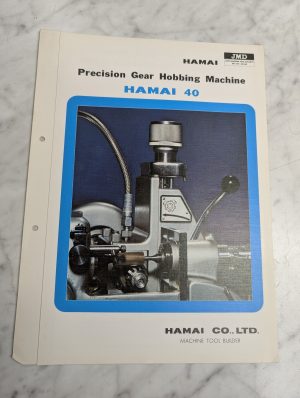 HAMAI JMD
Precision Gear Hobbing Machine
HAMAI 40
HAMAI CO., LTD.
MACHINE TOOL BUILDER